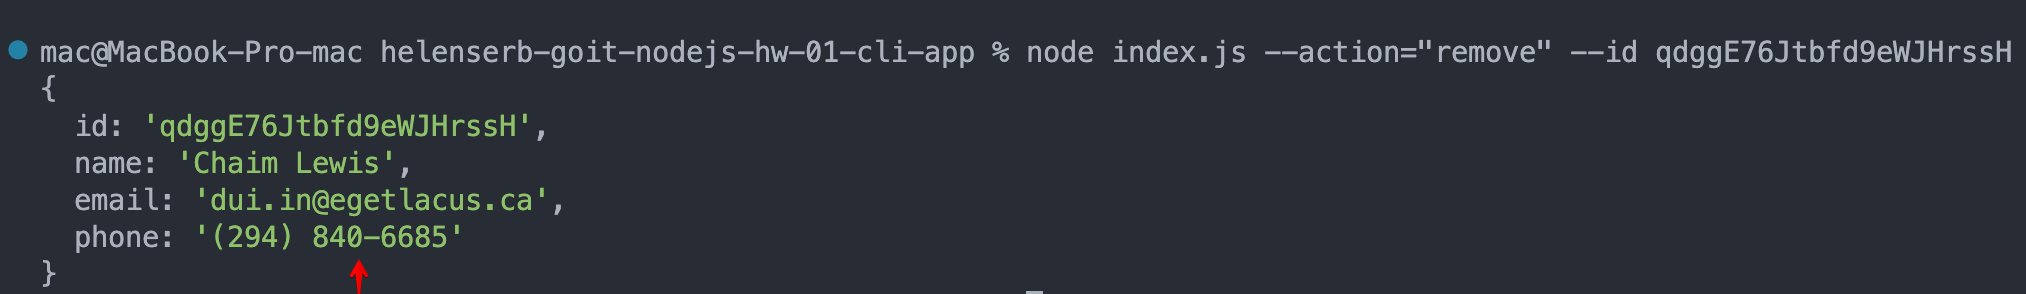 mac@MacBook-Pro-mac helenserb-goit-nodejs-hw-01-cli-app % node index.js --action="remove" --id qdggE76Jtbfd9eWJHrssH
{
  id: 'qdggE76Jtbfd9eWJHrssH',
  name: 'Chaim Lewis',
  email: 'dui.in@egetlacus.ca',
  phone: '(294) 840-6685'
}